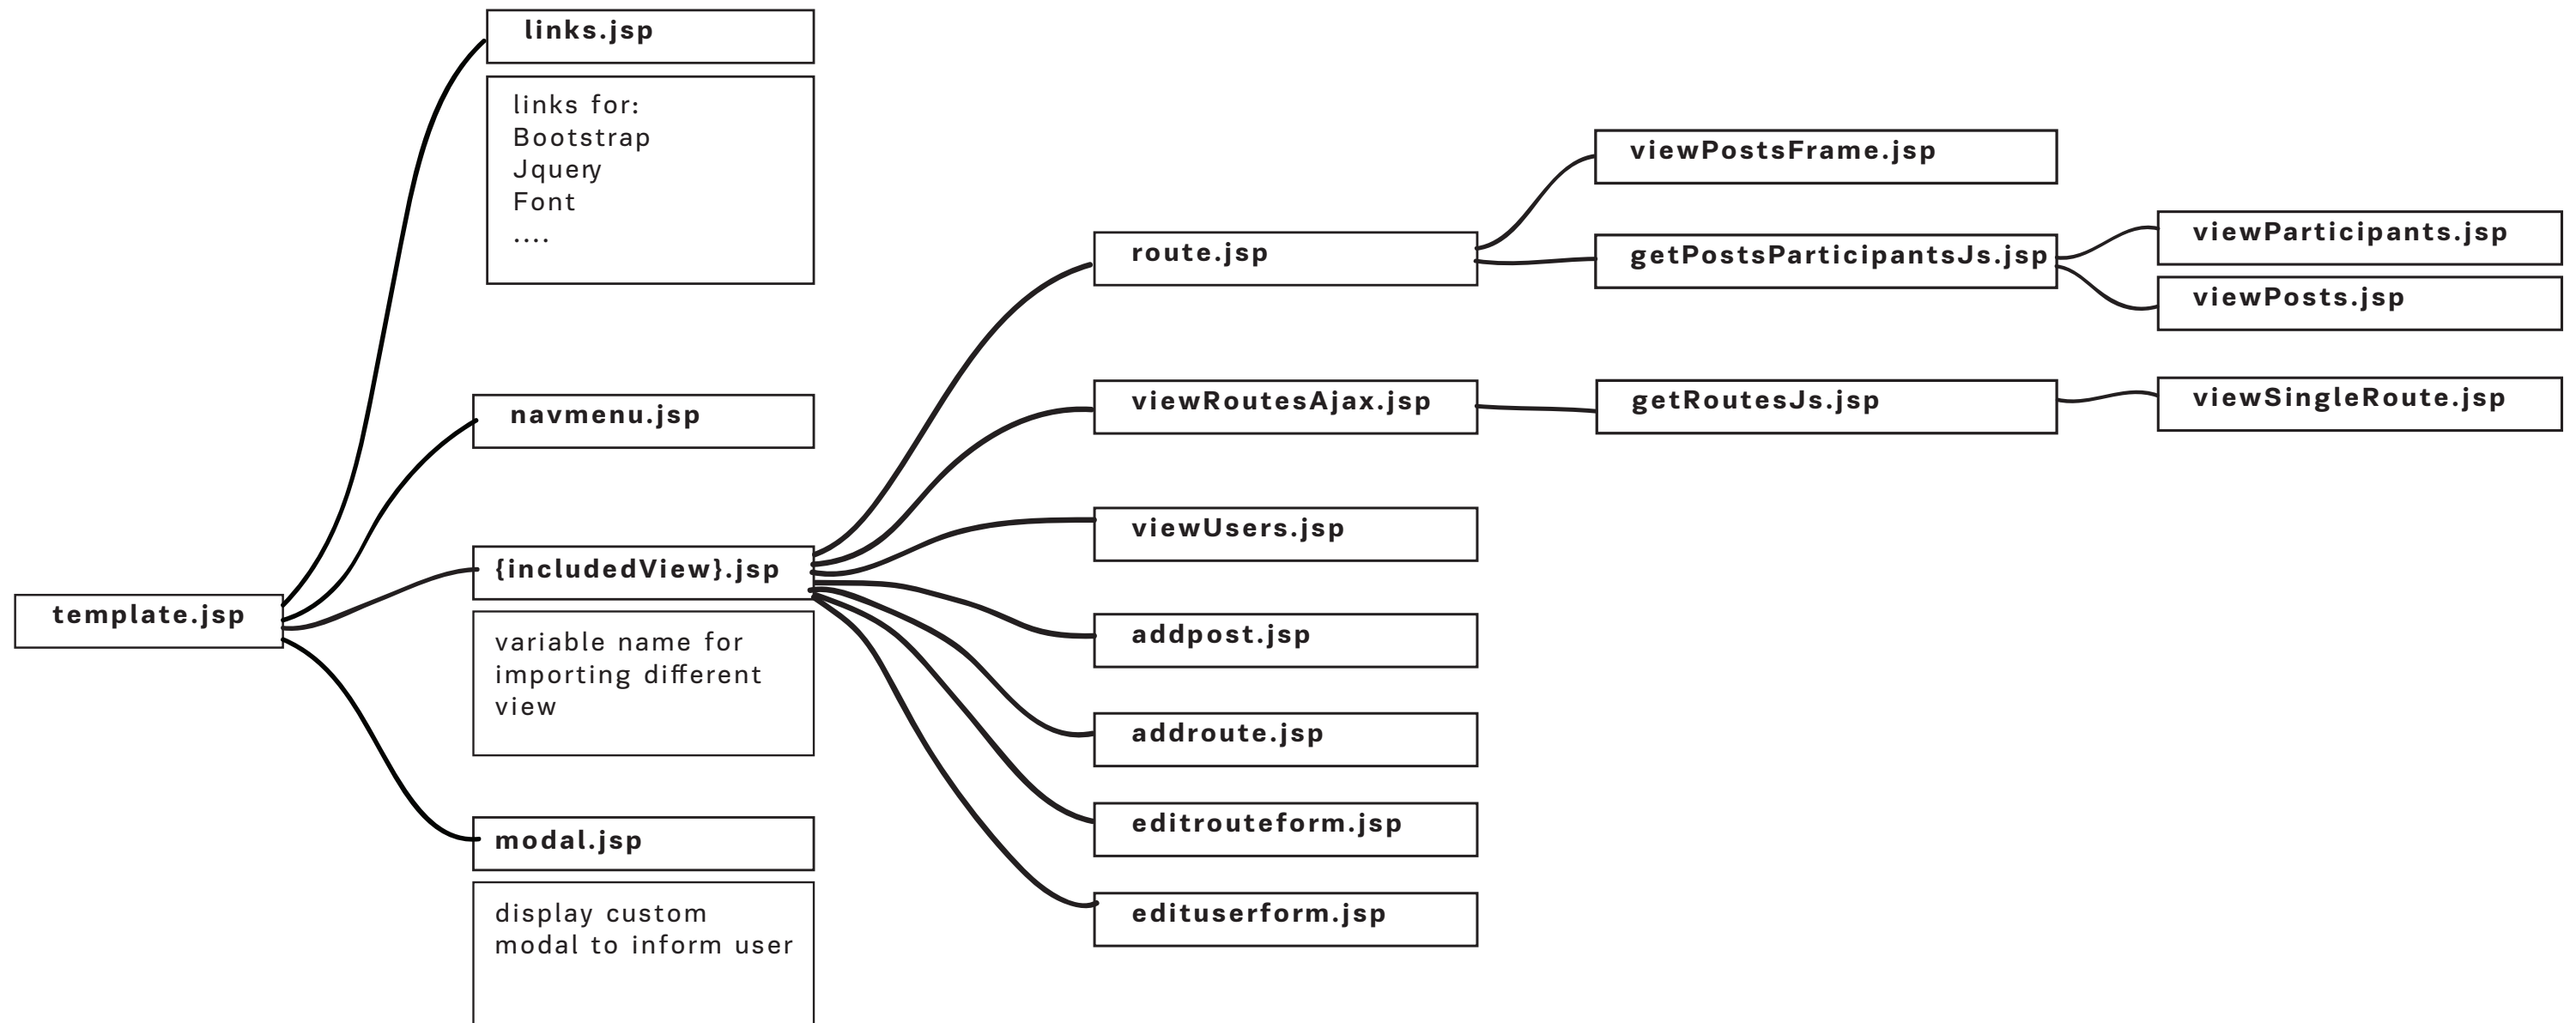 links.jsp
links for:
Bootstrap
Jquery
Font
....
navmenu.jsp
template.jsp
{includedView}.jsp
variable name for
importing different
view
modal.jsp
display custom
modal to inform user
route.jsp
viewRoutesAjax.jsp
viewUsers.jsp
addpost.jsp
addroute.jsp
editrouteform.jsp
edituserform.jsp
viewPostsFrame.jsp
getPostsParticipantsJs.jsp
getRoutesJs.jsp
viewParticipants.jsp
viewPosts.jsp
viewSingleRoute.jsp